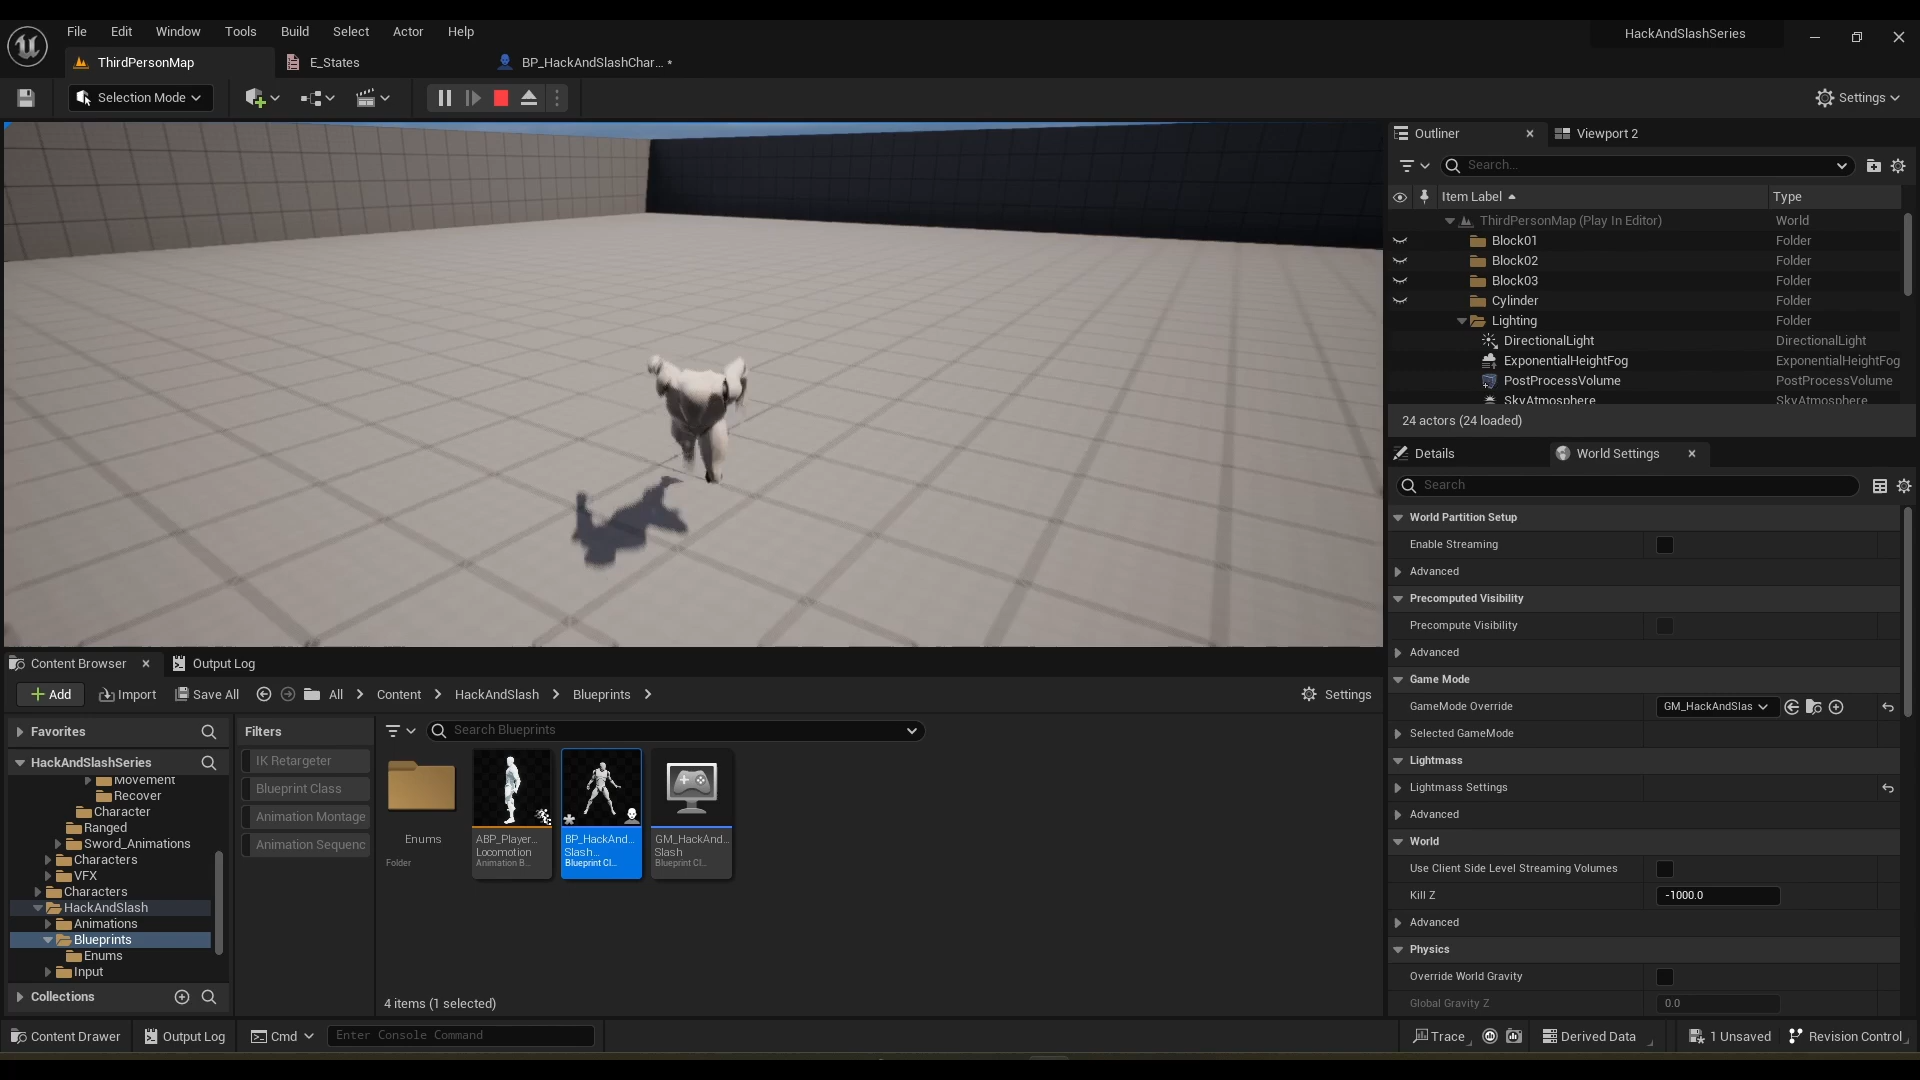 File Edit Window Tools Build Select Actor Help
HackAndSlashSeries
ThirdPersonMap
E_States
BP_HackAndSlashChar... *
Selection Mode
Settings
Outliner
Viewport 2
Search...
Item Label
Type
ThirdPersonMap (Play In Editor) World
Block01 Folder
Block02 Folder
Block03 Folder
Cylinder Folder
Lighting Folder
DirectionalLight DirectionalLight
ExponentialHeightFog ExponentialHeightFog
PostProcessVolume PostProcessVolume
SkyAtmosphere SkyAtmosphere
24 actors (24 loaded)
Details
World Settings
Search
World Partition Setup
Enable Streaming
Advanced
Precomputed Visibility
Precompute Visibility
Advanced
Game Mode
GameMode Override GM_HackAndSlas
Selected GameMode
Lightmass
Lightmass Settings
Advanced
World
Use Client Side Level Streaming Volumes
Kill Z -1000.0
Advanced
Physics
Override World Gravity
Global Gravity Z 0.0
Content Browser
Output Log
Add
Import
Save All
All
Content
HackAndSlash
Blueprints
Settings
Favorites
HackAndSlashSeries
Movement
Recover
Character
Ranged
Sword_Animations
Characters
VFX
Characters
HackAndSlash
Animations
Blueprints
Enums
Input
Collections
Filters
IK Retargeter
Blueprint Class
Animation Montage
Animation Sequenc
Search Blueprints
Enums
Folder
ABP_Player...
Locomotion
Animation B...
BP_HackAnd...
Slash...
Blueprint Cl...
GM_HackAnd...
Slash
Blueprint Cl...
4 items (1 selected)
Content Drawer
Output Log
Cmd
Enter Console Command
Trace
Derived Data
1 Unsaved
Revision Control